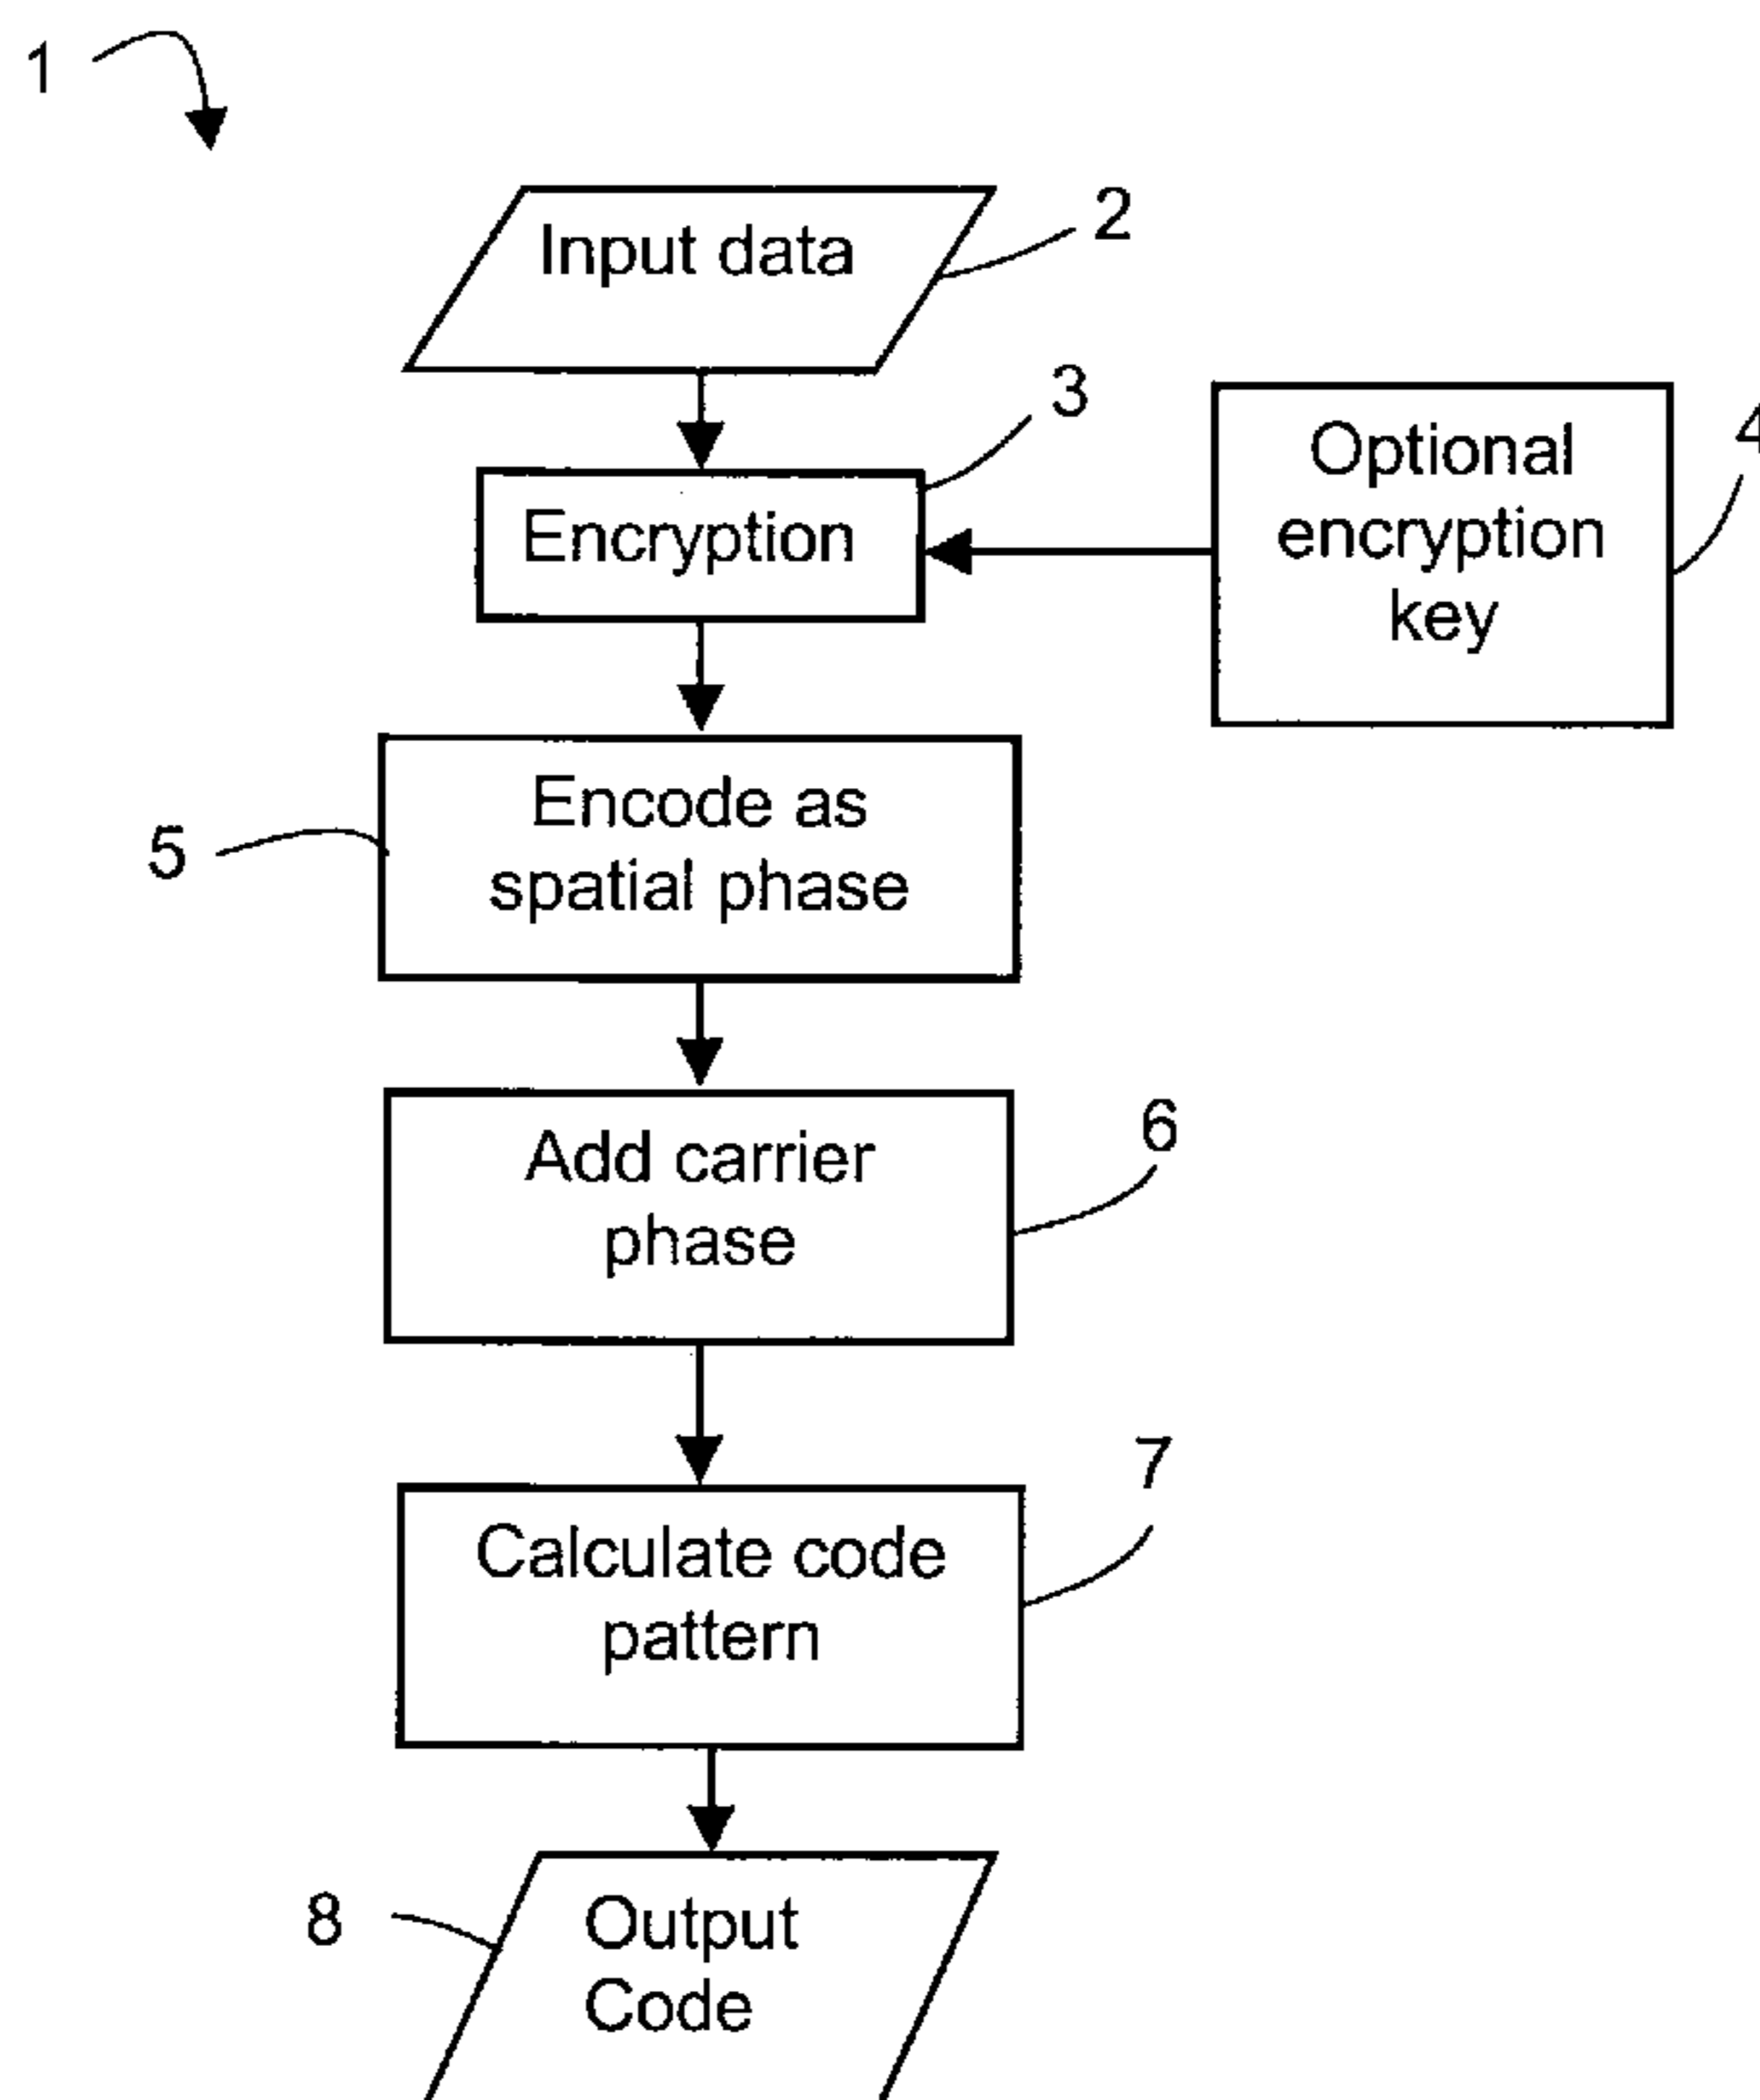 1
Input data
2
3
Encryption
Optional
encryption
key
4
Encode as
spatial phase
5
Add carrier
phase
6
Calculate code
pattern
7
8
Output
Code